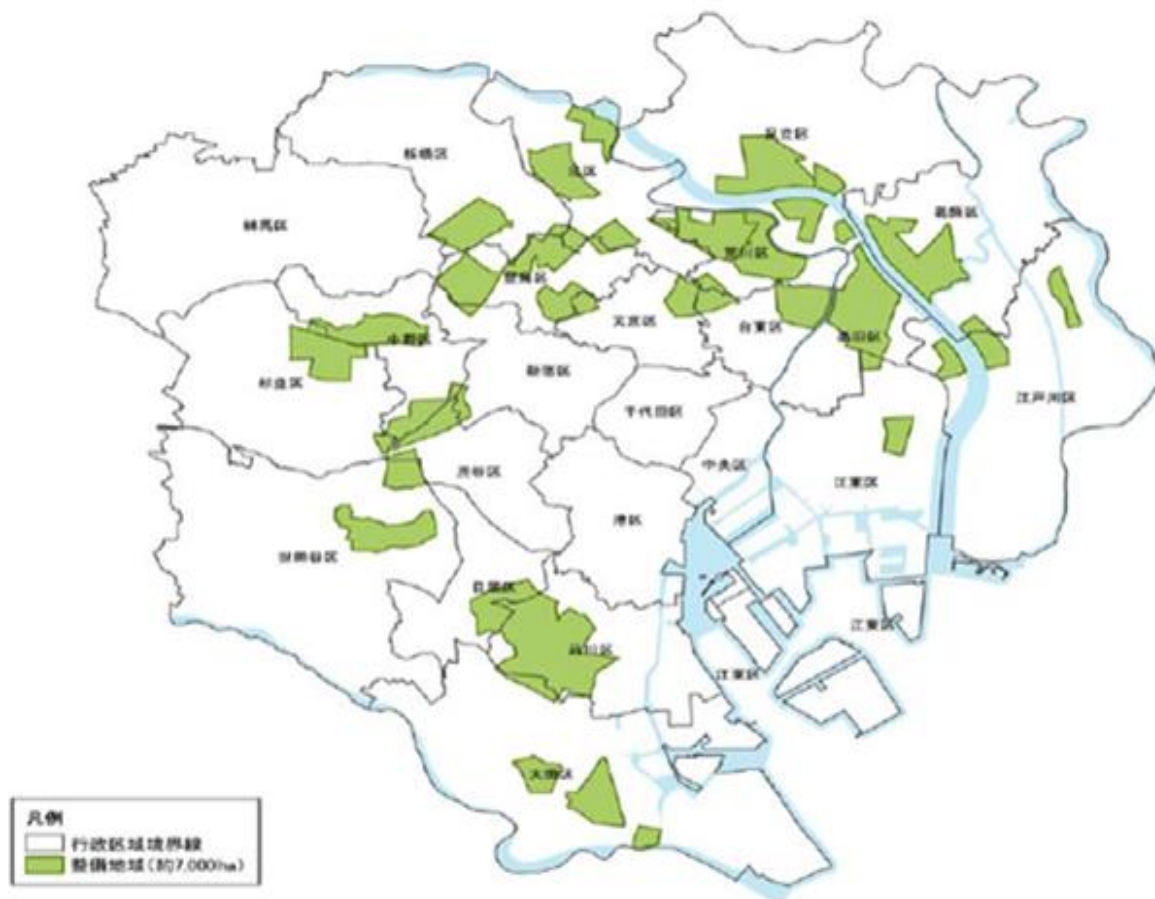 足立区
板橋区
北区
葛飾区
練馬区
荒川区
豊島区
文京区
台東区
墨田区
中野区
杉並区
新宿区
千代田区
江戸川区
渋谷区
中央区
江東区
港区
世田谷区
目黒区
江東区
品川区
江東区
大田区
凡例
行政区域境界線
整備地域(約7,000ha)